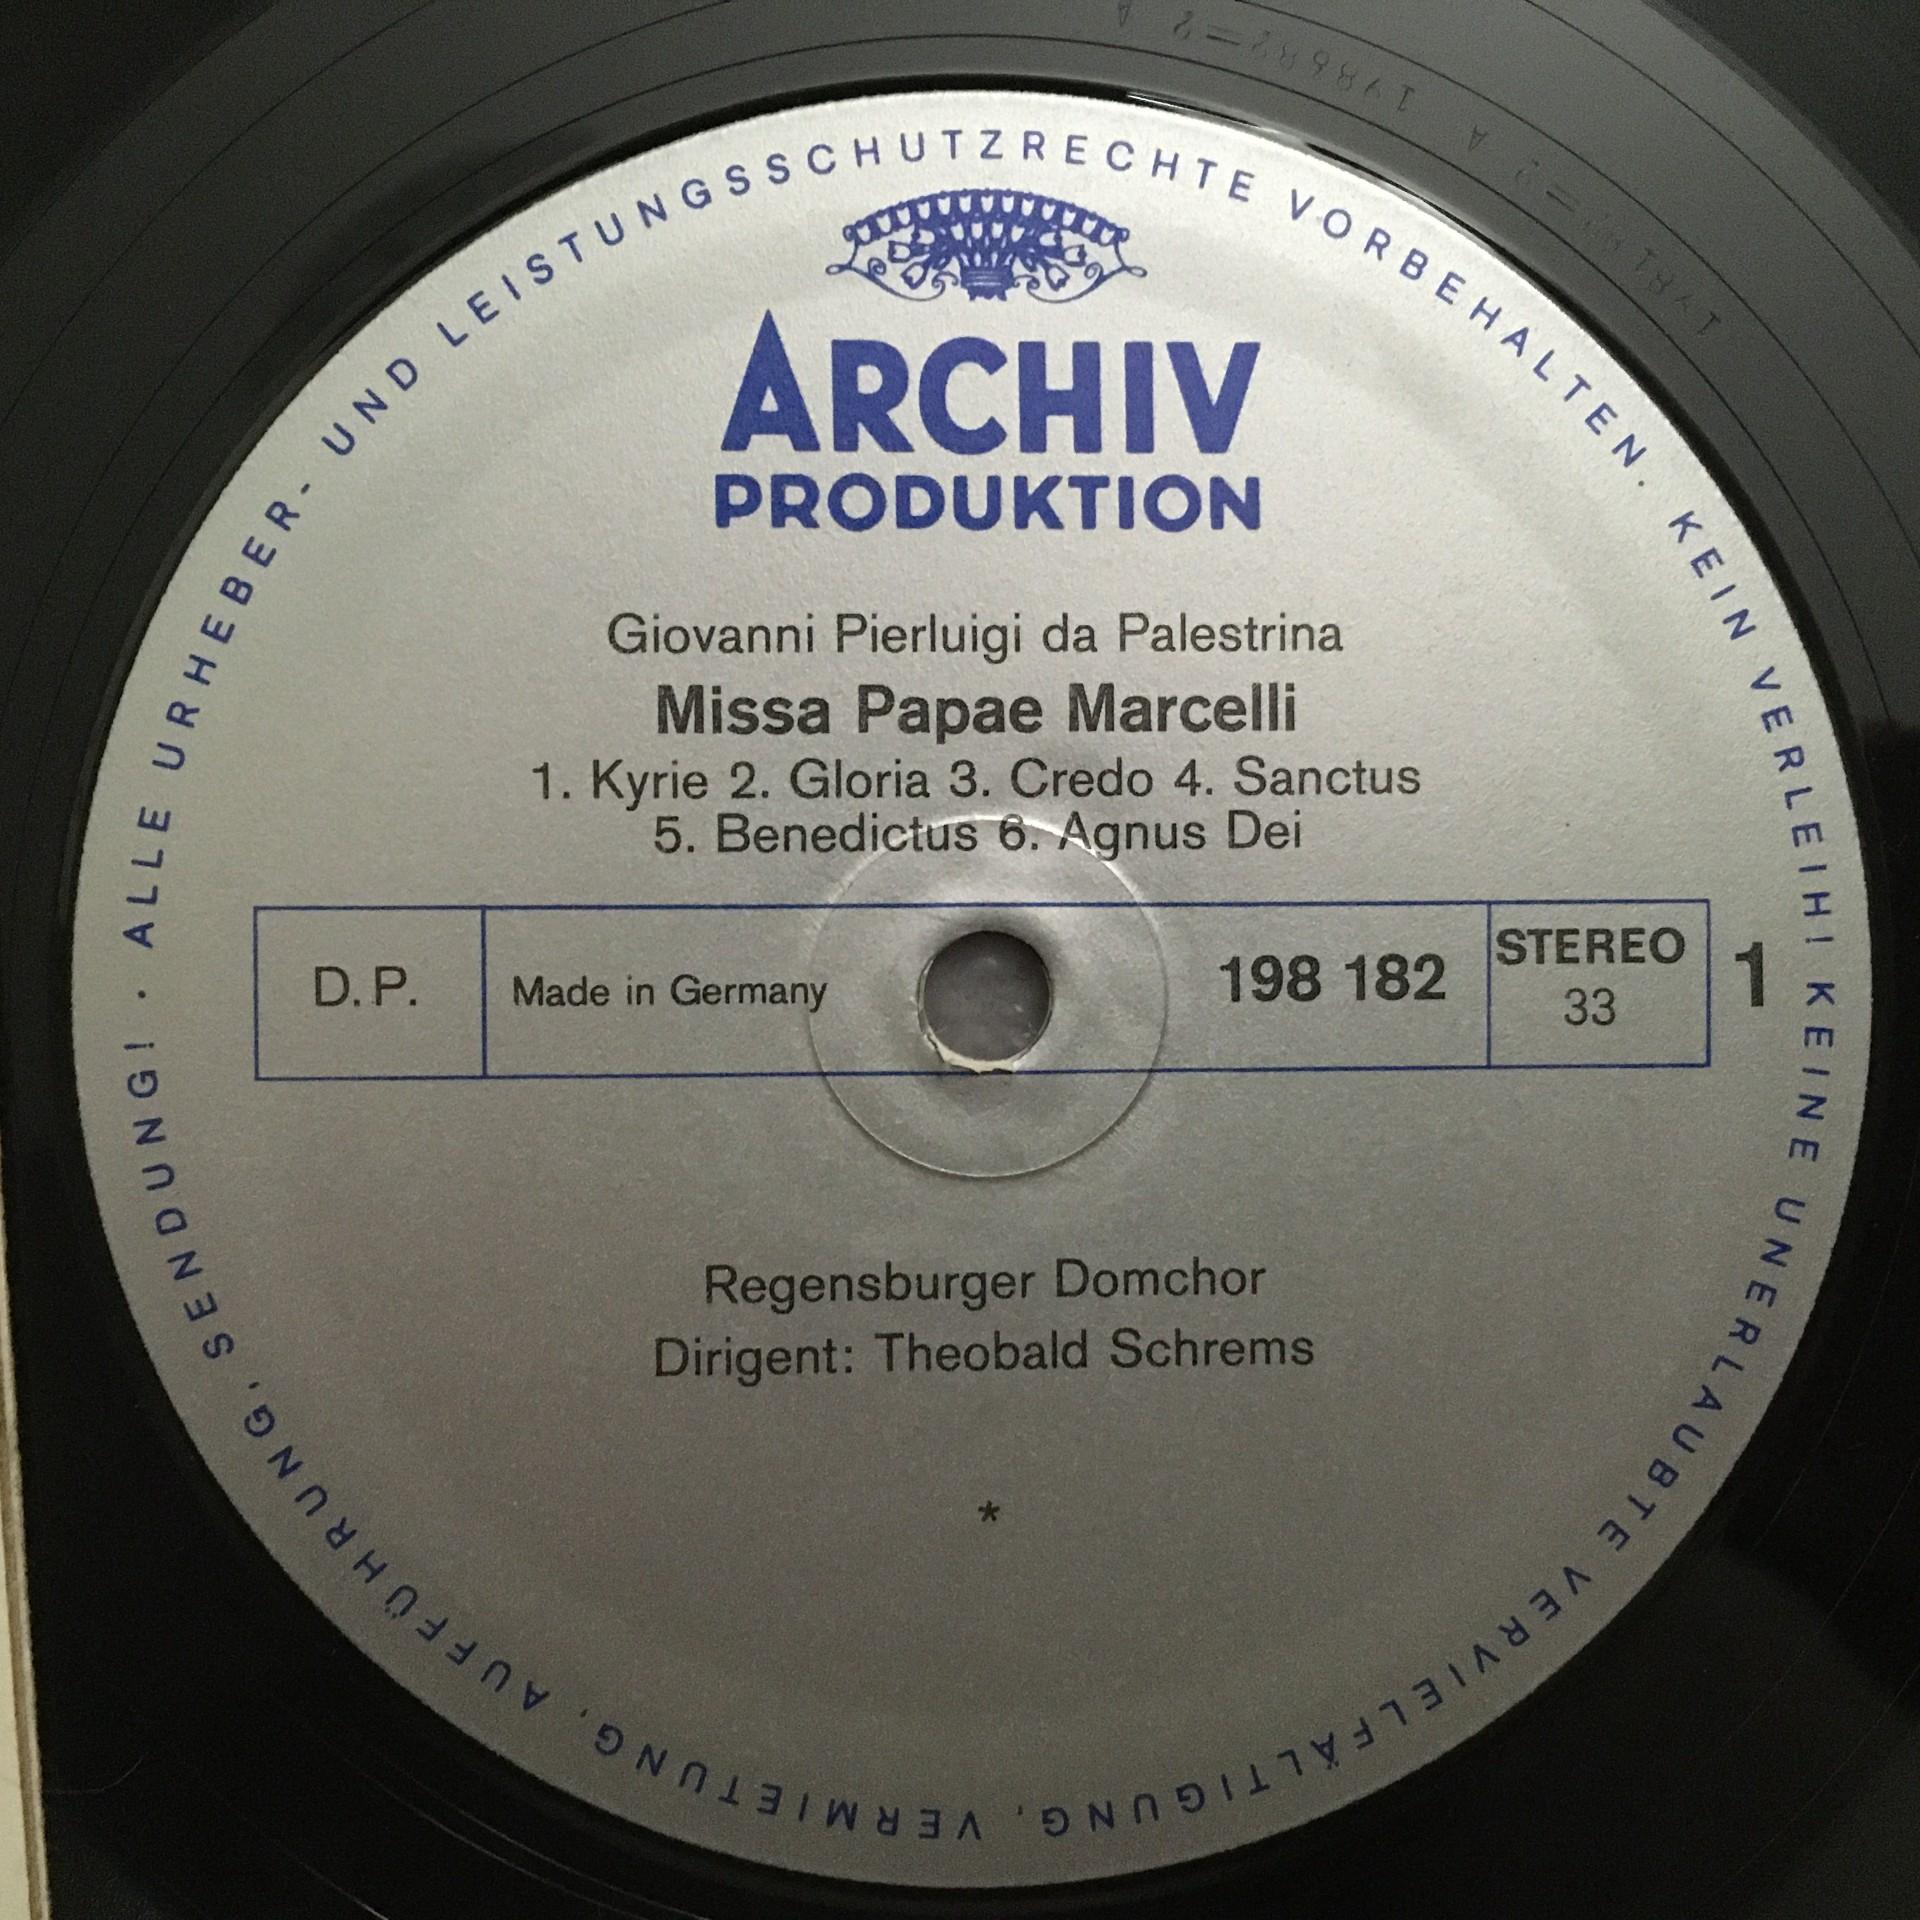 ALLE URHEBER- UND LEISTUNGSSCHUTZRECHTE VORBEHALTEN. KEIN VERLEIH! KEINE UNERLAUBTE VERVIELFÄLTIGUNG, VERMIETUNG, AUFFÜHRUNG, SENDUNG! ·
ARCHIV
PRODUKTION
Giovanni Pierluigi da Palestrina
Missa Papae Marcelli
1. Kyrie 2. Gloria 3. Credo 4. Sanctus
5. Benedictus 6. Agnus Dei
D.P.
Made in Germany
198 182
STEREO
33
1
Regensburger Domchor
Dirigent: Theobald Schrems
*